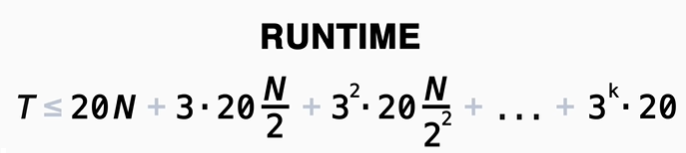 RUNTIME
T ≤ 20N + 3·20 N/2 + 3²·20 N/2² + ... + 3ᵏ·20